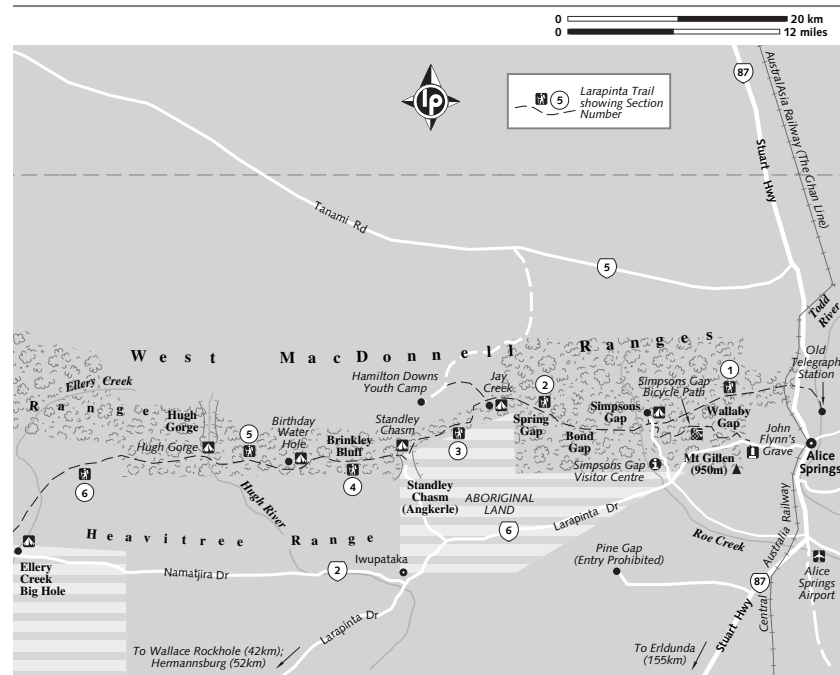 0 20 km
0 12 miles
lp
5
Larapinta Trail
showing Section
Number
87
AustralAsia Railway (The Ghan Line)
Stuart Hwy
Tanami Rd
5
Todd
River
West MacDonnell Ranges
Old
Telegraph
Station
Ellery Creek
Range
Hamilton Downs
Youth Camp
Jay
Creek
2
Simpsons Gap
Bicycle Path
1
Hugh
Gorge
Hugh Gorge
5
Birthday
Water
Hole
Brinkley
Bluff
Standley
Chasm
Spring
Gap
Bond
Gap
Simpsons
Gap
Wallaby
Gap
John
Flynn's
Grave
Alice
Springs
6
4
3
Simpsons Gap
Visitor Centre
Mt Gillen
(950m)
Hugh River
Standley
Chasm
(Angkerle)
ABORIGINAL
LAND
6
Larapinta Dr
Heavitree Range
Roe Creek
Ellery
Creek
Big Hole
Namatjira Dr
2
Iwupataka
Pine Gap
(Entry Prohibited)
87
Central Australia Railway
Alice
Springs
Airport
Larapinta Dr
To Wallace Rockhole (42km);
Hermannsburg (52km)
To Erldunda
(155km)
Stuart Hwy